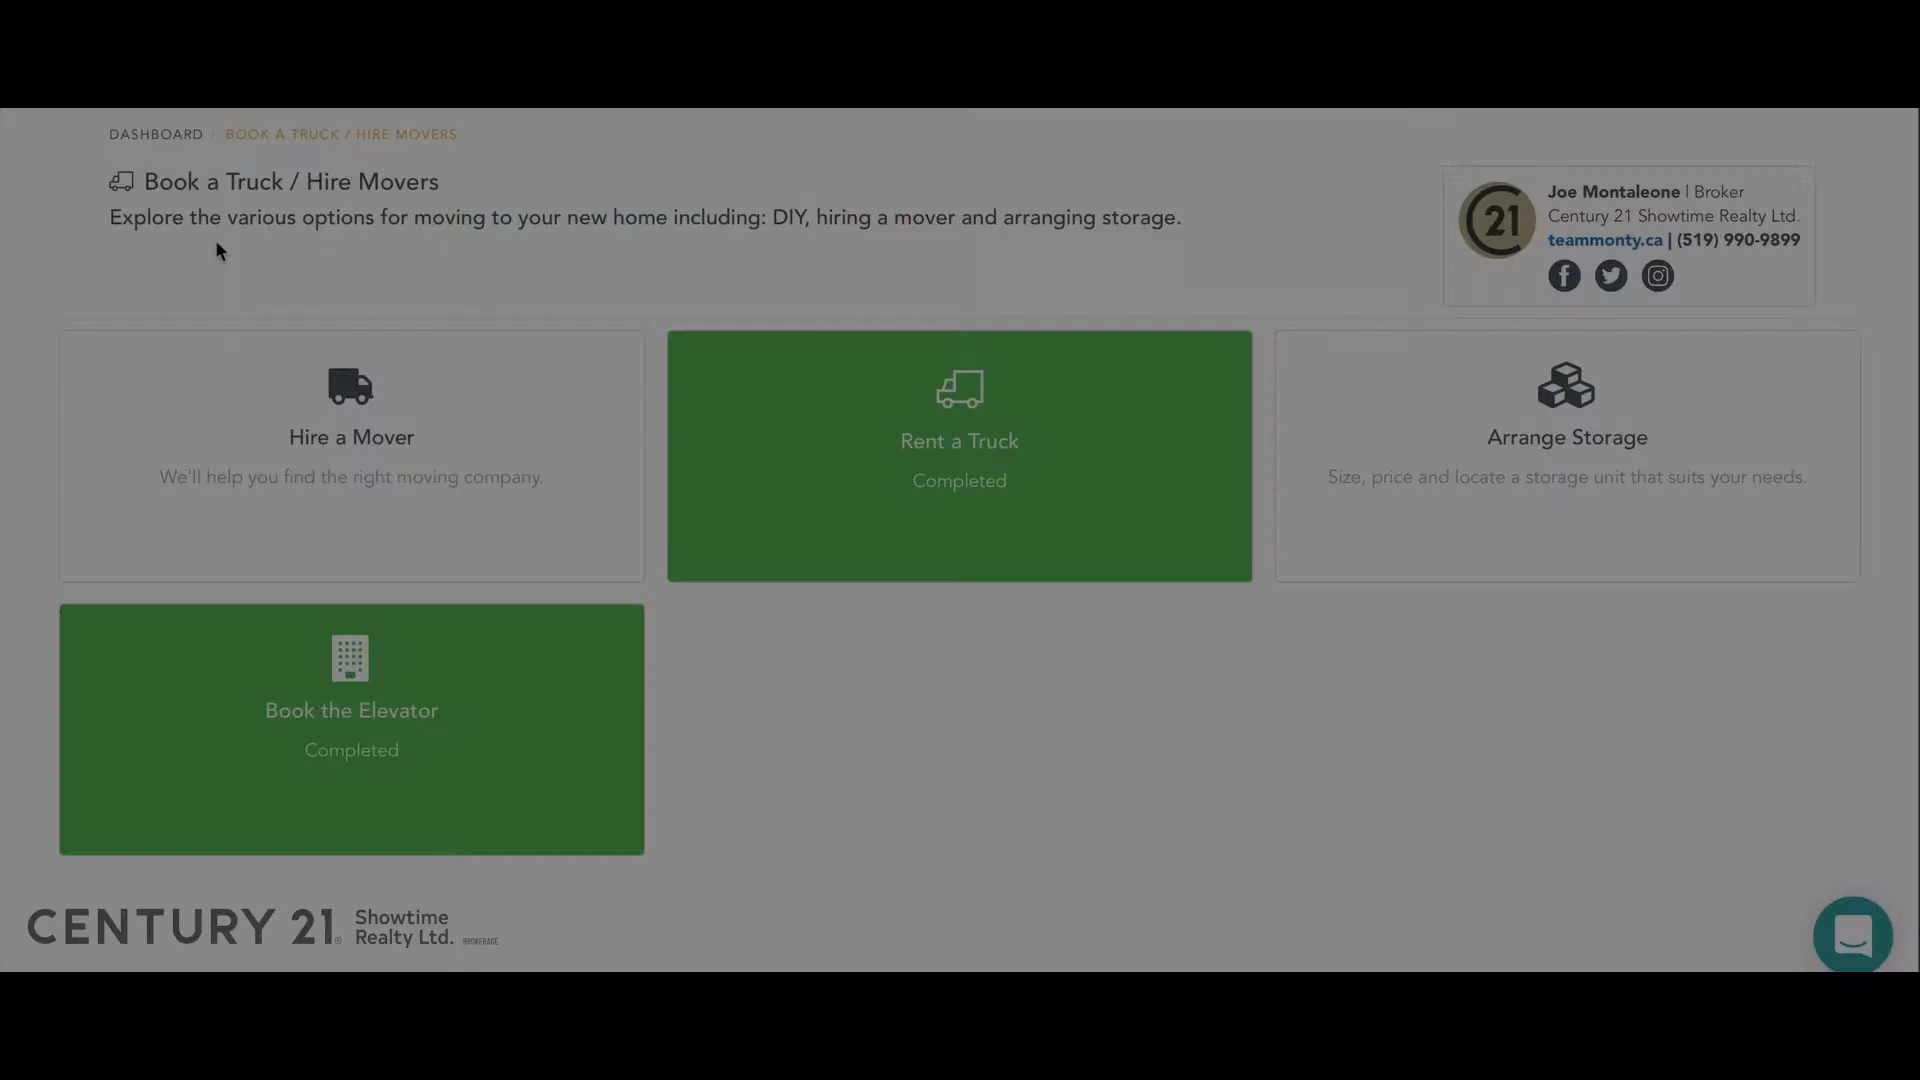 DASHBOARD / BOOK A TRUCK / HIRE MOVERS
Book a Truck / Hire Movers
Explore the various options for moving to your new home including: DIY, hiring a mover and arranging storage.
21
Joe Montaleone | Broker
Century 21 Showtime Realty Ltd.
teammonty.ca | (519) 990-9899
Hire a Mover
We'll help you find the right moving company.
Rent a Truck
Completed
Arrange Storage
Size, price and locate a storage unit that suits your needs.
Book the Elevator
Completed
CENTURY 21® Showtime
Realty Ltd. BROKERAGE